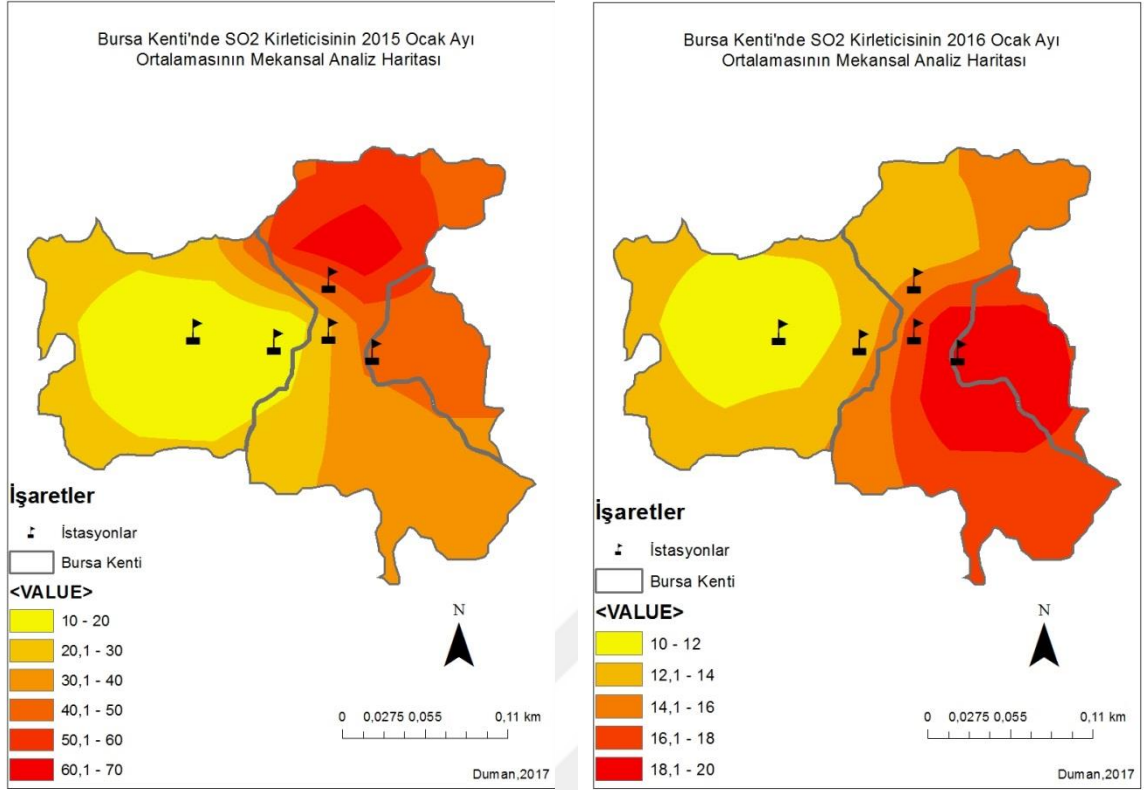 Bursa Kenti'nde SO2 Kirleticisinin 2015 Ocak Ayı
Ortalamasının Mekansal Analiz Haritası
İşaretler
İstasyonlar
Bursa Kenti
<VALUE>
10 - 20
20,1 - 30
30,1 - 40
40,1 - 50
50,1 - 60
60,1 - 70
N
0 0,0275 0,055 0,11 km
Duman,2017
Bursa Kenti'nde SO2 Kirleticisinin 2016 Ocak Ayı
Ortalamasının Mekansal Analiz Haritası
İşaretler
İstasyonlar
Bursa Kenti
<VALUE>
10 - 12
12,1 - 14
14,1 - 16
16,1 - 18
18,1 - 20
N
0 0,0275 0,055 0,11 km
Duman,2017